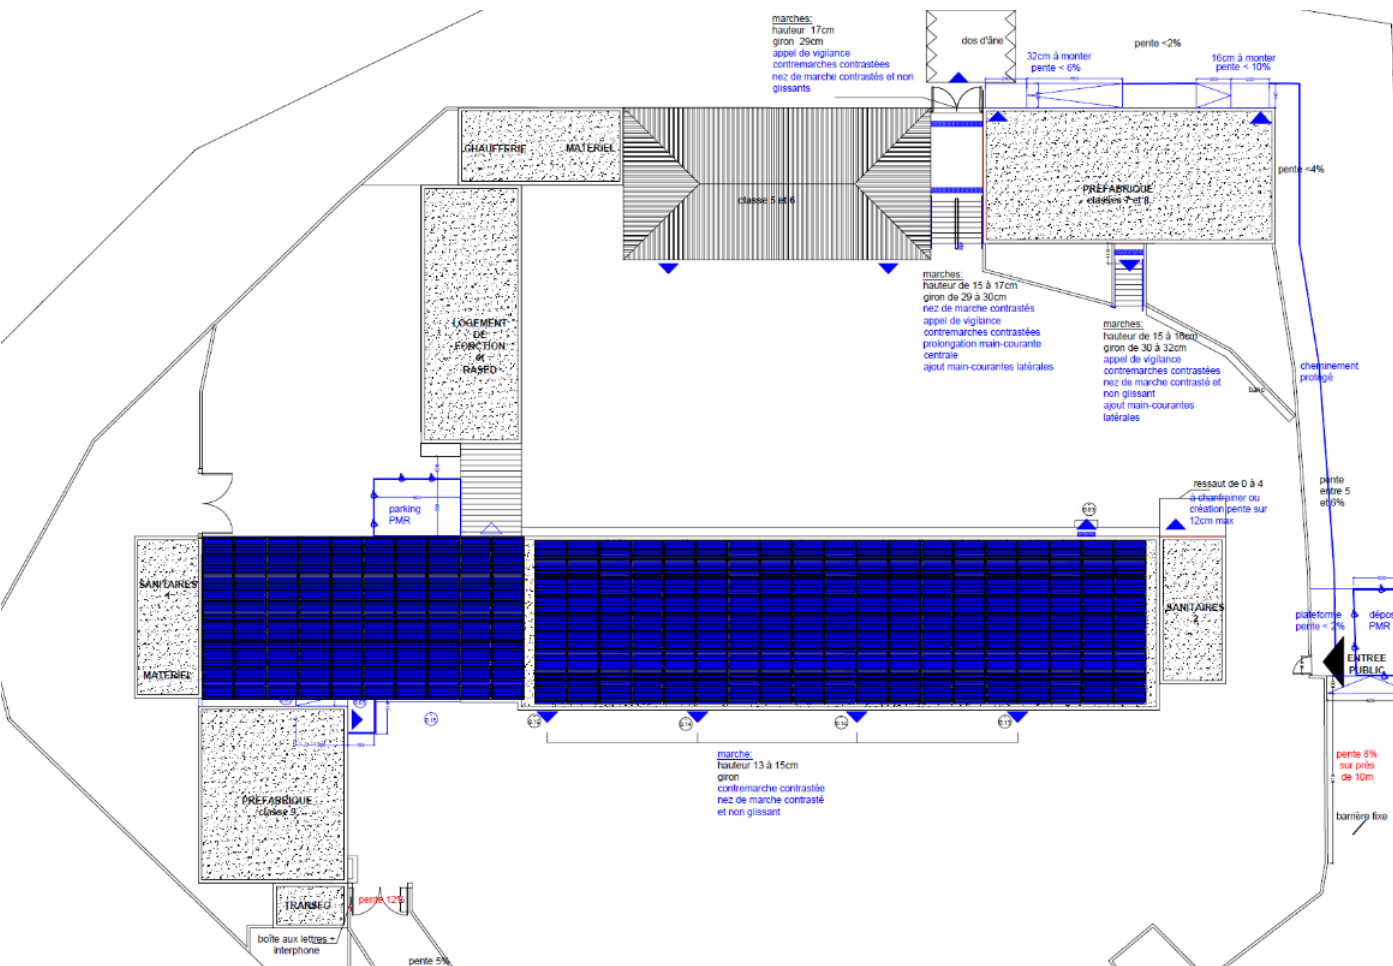 marches:
hauteur 17cm
giron 29cm
appel de vigilance
contremarches contrastées
nez de marche contrastés et non
glissants
dos d'âne
pente <2%
32cm à monter
pente < 6%
16cm à monter
pente < 10%
CHAUFFERIE
MATERIEL
classe 5 et 6
PREFABRIQUE
classes 7 et 8
pente <4%
LOGEMENT
DE
FONCTION
et
RASED
marches:
hauteur de 15 à 17cm
giron de 29 à 30cm
nez de marche contrastés
appel de vigilance
contremarches contrastées
prolongation main-courante
centrale
ajout main-courantes latérales
marches:
hauteur de 15 à 16cm
giron de 30 à 32cm
appel de vigilance
contremarches contrastées
nez de marche contrasté et
non glissant
ajout main-courantes
latérales
banc
cheminement
protégé
parking
PMR
ressaut de 0 à 4
à chanfreiner ou
création pente sur
12cm max
pente
entre 5
et 6%
SANITAIRES
1
MATERIEL
SANITAIRES
2
plateforme
pente < 2%
dépos
PMR
ENTREE
PUBLIC
marche:
hauteur 13 à 15cm
giron
contremarche contrastée
nez de marche contrasté
et non glissant
pente 8%
sur près
de 10m
barrière fixe
PREFABRIQUE
classe 9
TRANSFO
pente 12%
boîte aux lettres +
interphone
pente 5%